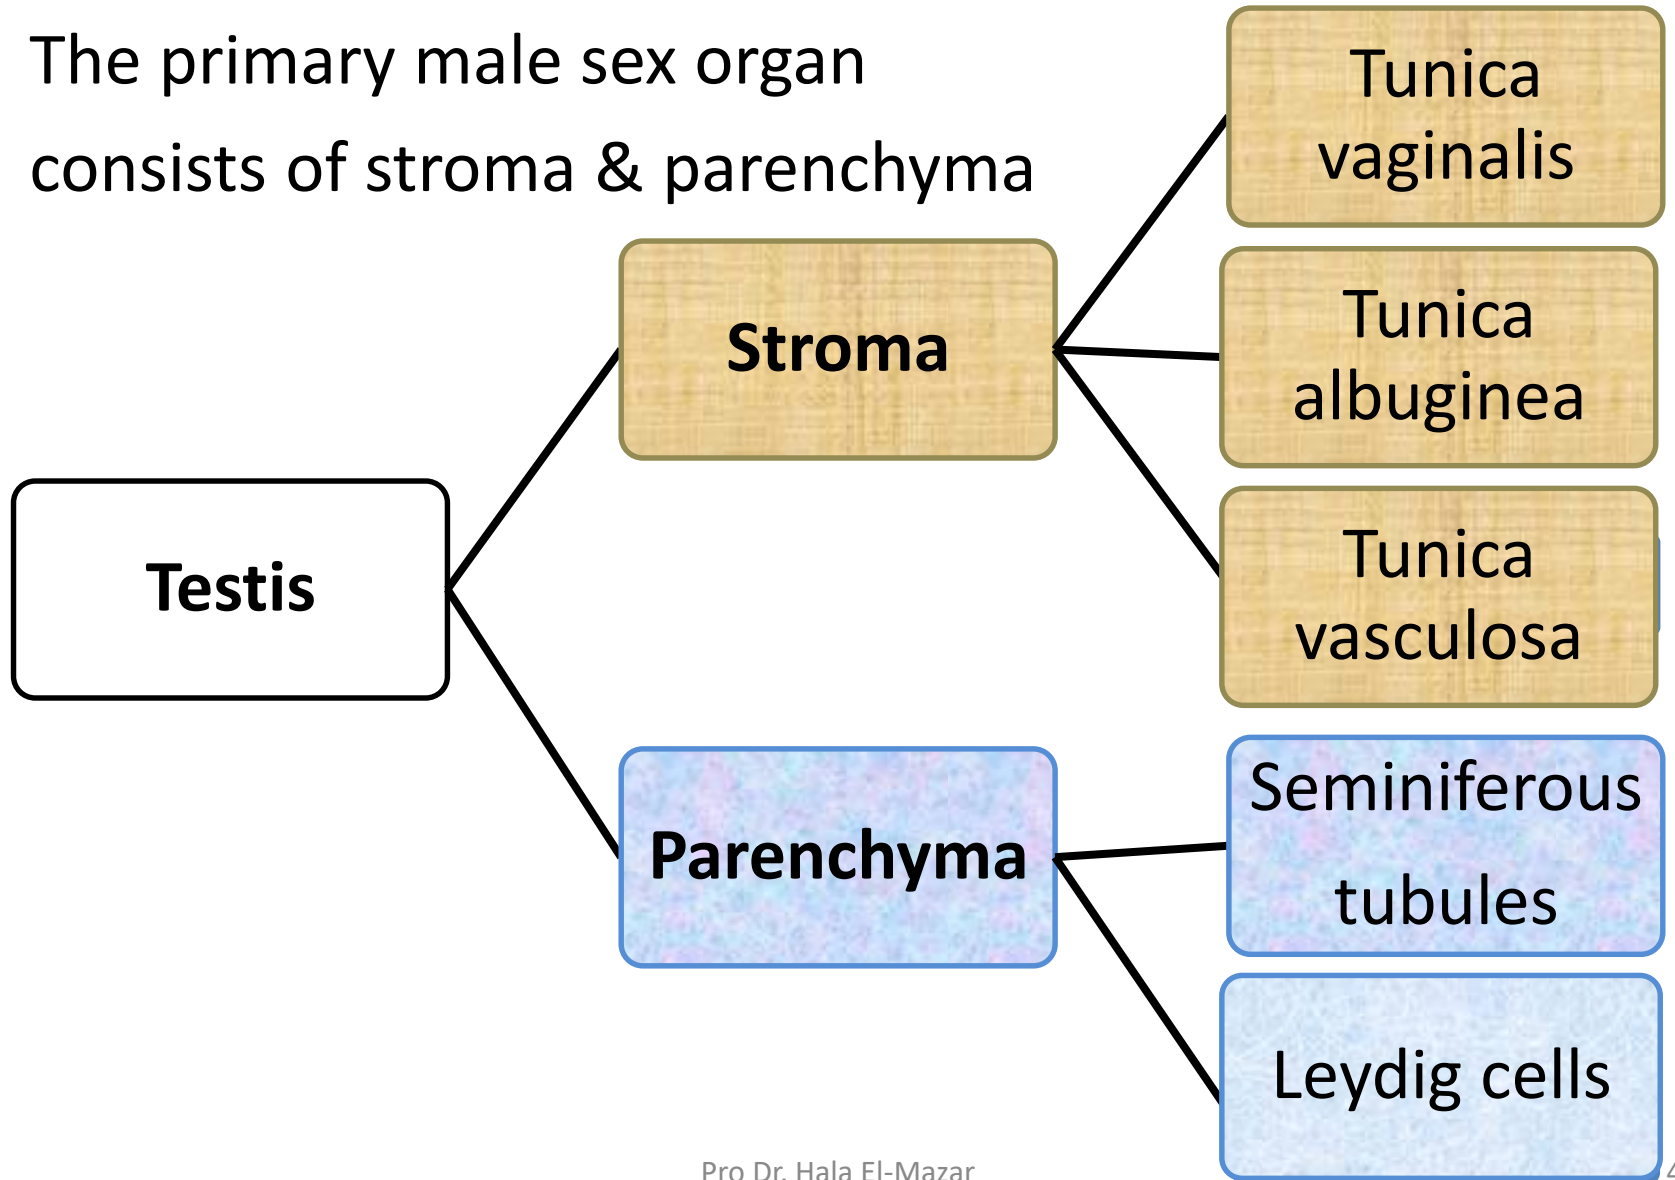 The primary male sex organ
consists of stroma & parenchyma
Testis
Stroma
Parenchyma
Tunica
vaginalis
Tunica
albuginea
Tunica
vasculosa
Seminiferous
tubules
Leydig cells
Pro Dr. Hala El-Mazar
4